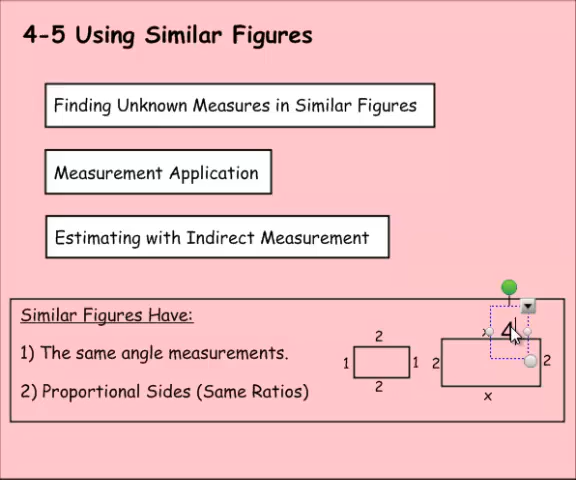 4-5 Using Similar Figures
Finding Unknown Measures in Similar Figures
Measurement Application
Estimating with Indirect Measurement
Similar Figures Have:
1) The same angle measurements.
2) Proportional Sides (Same Ratios)
2
1
1
2
4
2
2
x